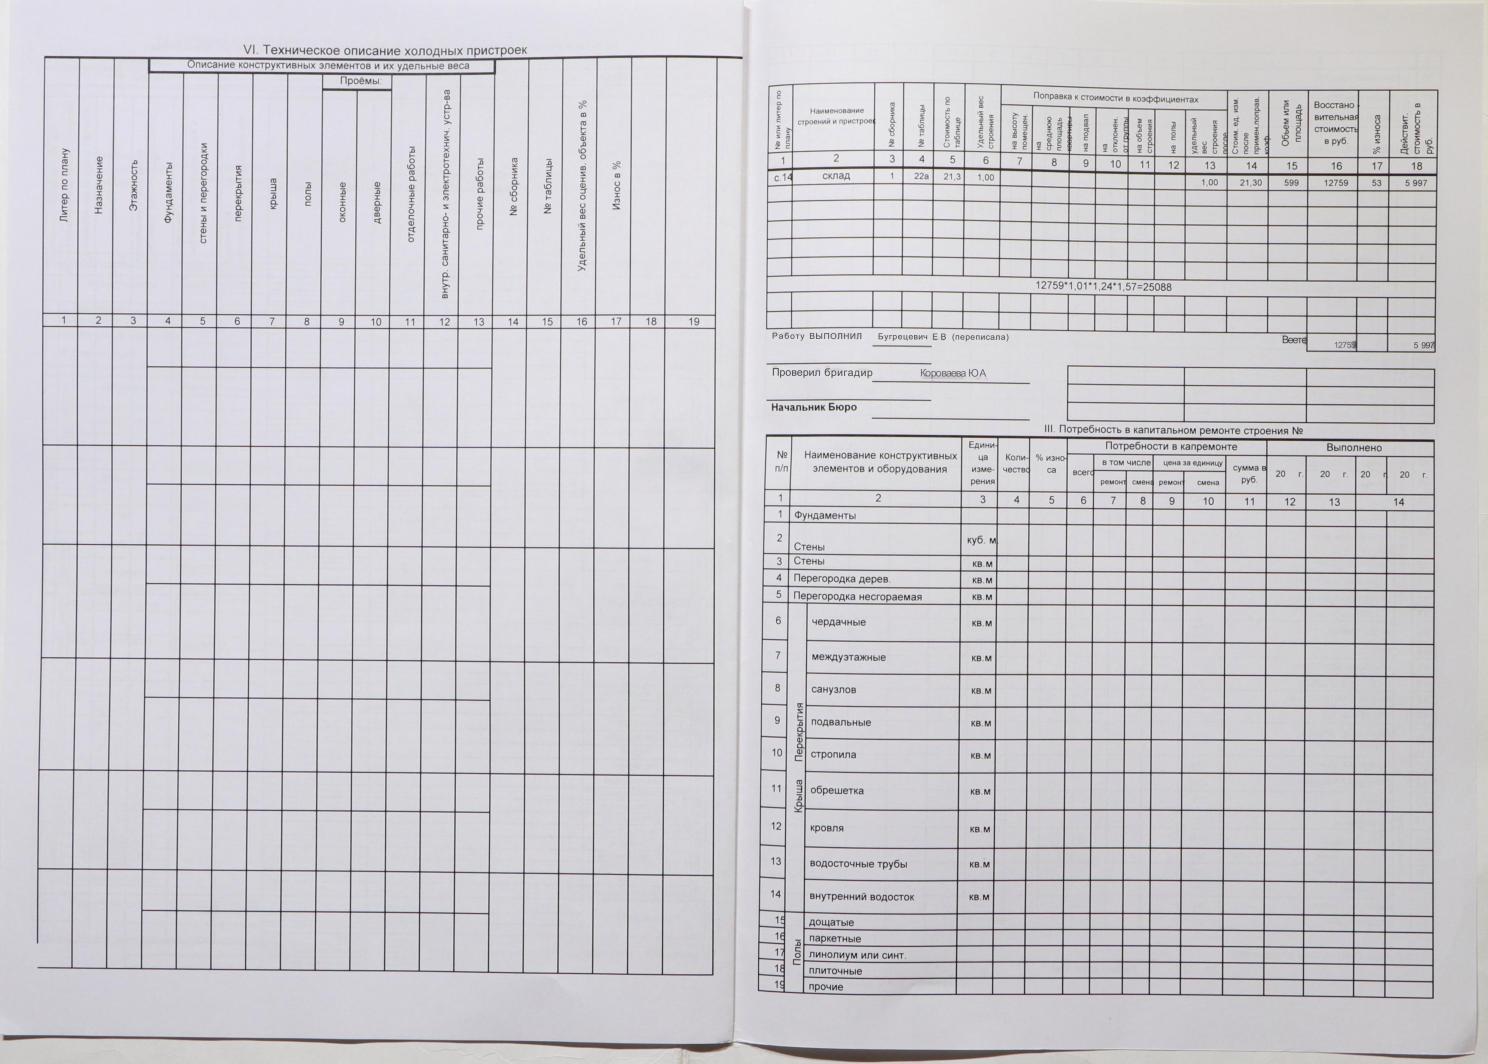 VI. Техническое описание холодных пристроек
Описание конструктивных элементов и их удельные веса
Проёмы:
Литер по плану
Назначение
Этажность
Фундаменты
стены и перегородки
перекрытия
крыша
полы
оконные
дверные
отделочные работы
внутр. санитарно- и электротехнич. устр-ва
прочие работы
№ сборника
№ таблицы
Удельный вес оценив. объекта в %
Износ в %
1 2 3 4 5 6 7 8 9 10 11 12 13 14 15 16 17 18 19
№ или литер по плану
Наименование строений и пристроек
№ сборника
№ таблицы
Стоимость по таблице
Удельный вес строения
Поправка к стоимости в коэффициентах
на высоту помещен.
на среднюю площадь
на подвал
на отклонен. от группы
на объем строения
на полы
удельный вес строения после
Стоим. ед. изм. после примен.поправ. коэф.
Объём или площадь
Восстано вительная стоимость в руб.
% износа
Действит. стоимость в руб.
1 2 3 4 5 6 7 8 9 10 11 12 13 14 15 16 17 18
с.14 склад 1 22а 21,3 1,00 1,00 21,30 599 12759 53 5 997
12759*1,01*1,24*1,57=25088
Работу ВЫПОЛНИЛ Бугрецевич Е В (переписала)
12759 5 997
Проверил бригадир Короваева Ю А
Начальник Бюро
III. Потребность в капитальном ремонте строения №
№ п/п
Наименование конструктивных элементов и оборудования
Едини-ца изме-рения
Коли-чество
% изно-са
Потребности в капремонте
всего
в том числе
ремонт смена
цена за единицу
ремонт смена
сумма в руб.
Выполнено
20 г. 20 г. 20 г. 20 г.
1 2 3 4 5 6 7 8 9 10 11 12 13 14
1 Фундаменты
2 Стены куб. м
3 Стены кв.м
4 Перегородка дерев. кв.м
5 Перегородка несгораемая кв.м
Перекрытия
6 чердачные кв.м
7 междуэтажные кв.м
8 санузлов кв.м
9 подвальные кв.м
Крыша
10 стропила кв.м
11 обрешетка кв.м
12 кровля кв.м
13 водосточные трубы кв.м
14 внутренний водосток кв.м
Полы
15 дощатые
16 паркетные
17 линолиум или синт.
18 плиточные
19 прочие